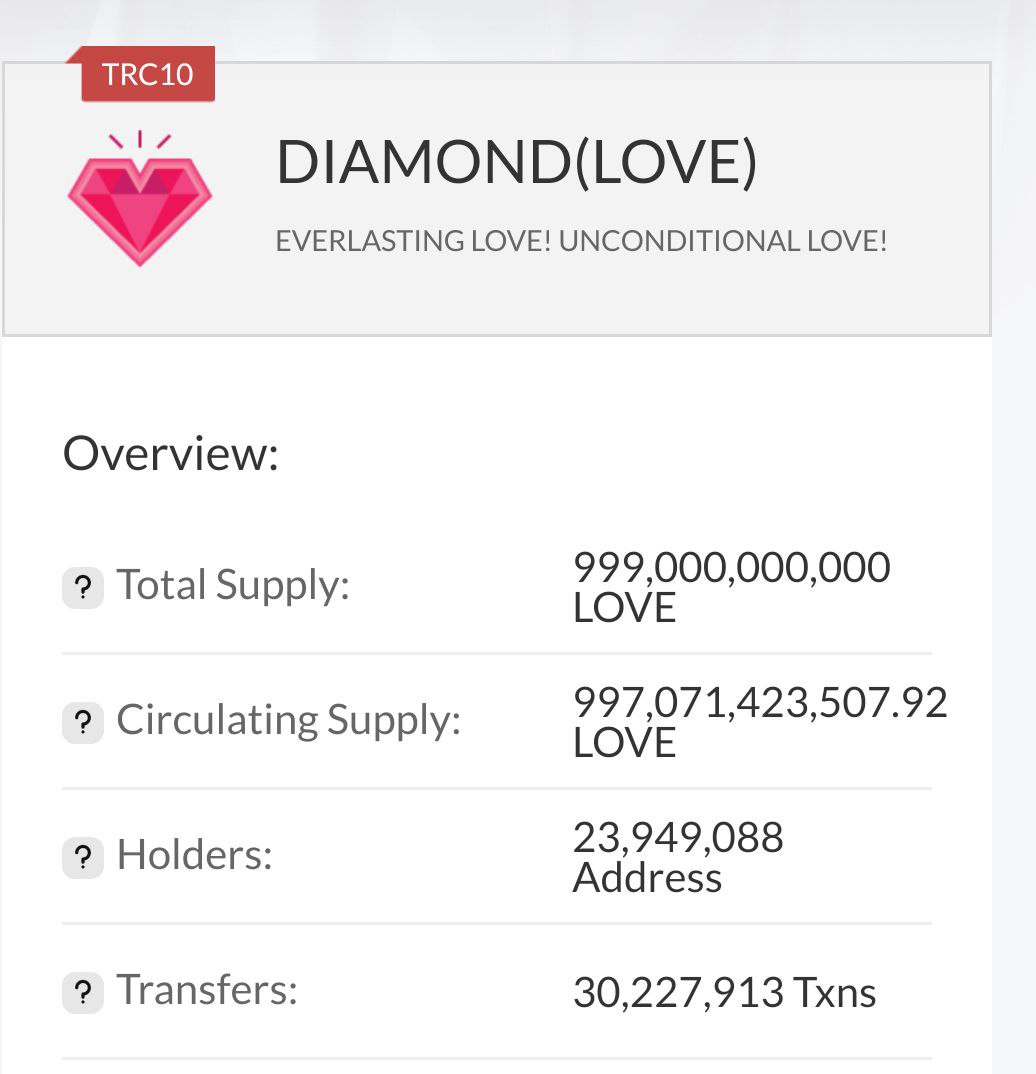 TRC10
DIAMOND(LOVE)
EVERLASTING LOVE! UNCONDITIONAL LOVE!
Overview:
? Total Supply: 999,000,000,000
LOVE
? Circulating Supply: 997,071,423,507.92
LOVE
? Holders: 23,949,088
Address
? Transfers: 30,227,913 Txns